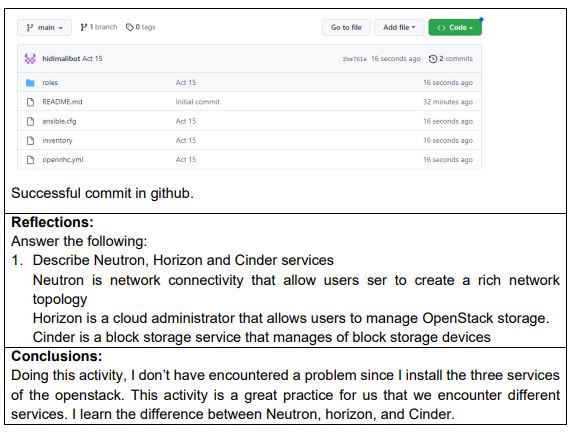 main 1 branch 0 tags Go to file Add file Code
hidimalibot Act 15 2be761a 16 seconds ago 2 commits
roles Act 15 16 seconds ago
README.md Initial commit 32 minutes ago
ansible.cfg Act 15 16 seconds ago
inventory Act 15 16 seconds ago
opennhc.yml Act 15 16 seconds ago
Successful commit in github.
Reflections:
Answer the following:
1. Describe Neutron, Horizon and Cinder services
Neutron is network connectivity that allow users ser to create a rich network
topology
Horizon is a cloud administrator that allows users to manage OpenStack storage.
Cinder is a block storage service that manages of block storage devices
Conclusions:
Doing this activity, I don't have encountered a problem since I install the three services
of the openstack. This activity is a great practice for us that we encounter different
services. I learn the difference between Neutron, horizon, and Cinder.